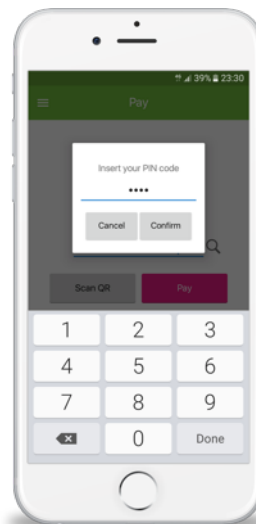 39% 23:30
Pay
Insert your PIN code
••••
Cancel Confirm
Scan QR Pay
1 2 3
4 5 6
7 8 9
0 Done